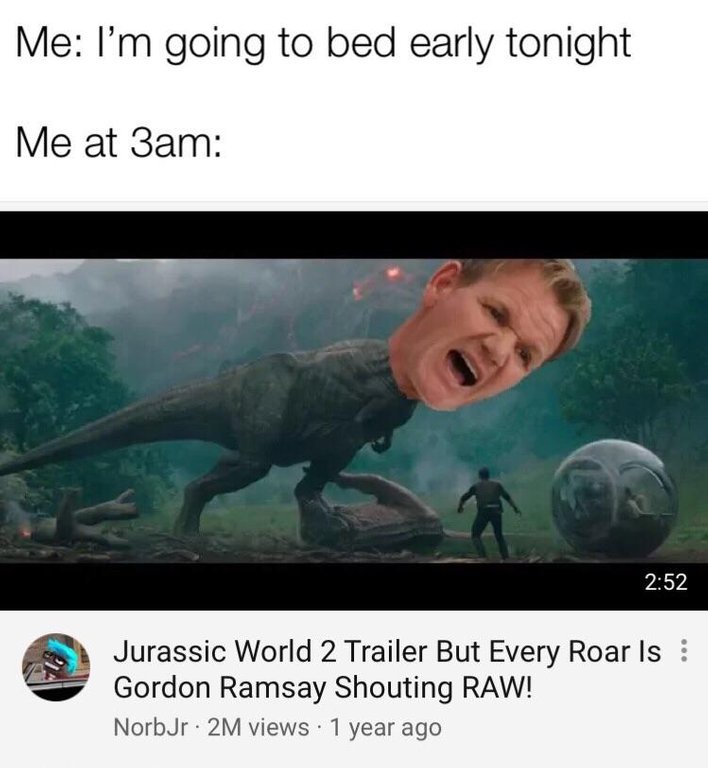 Me: I'm going to bed early tonight
Me at 3am:
2:52
Jurassic World 2 Trailer But Every Roar Is
Gordon Ramsay Shouting RAW!
NorbJr · 2M views · 1 year ago